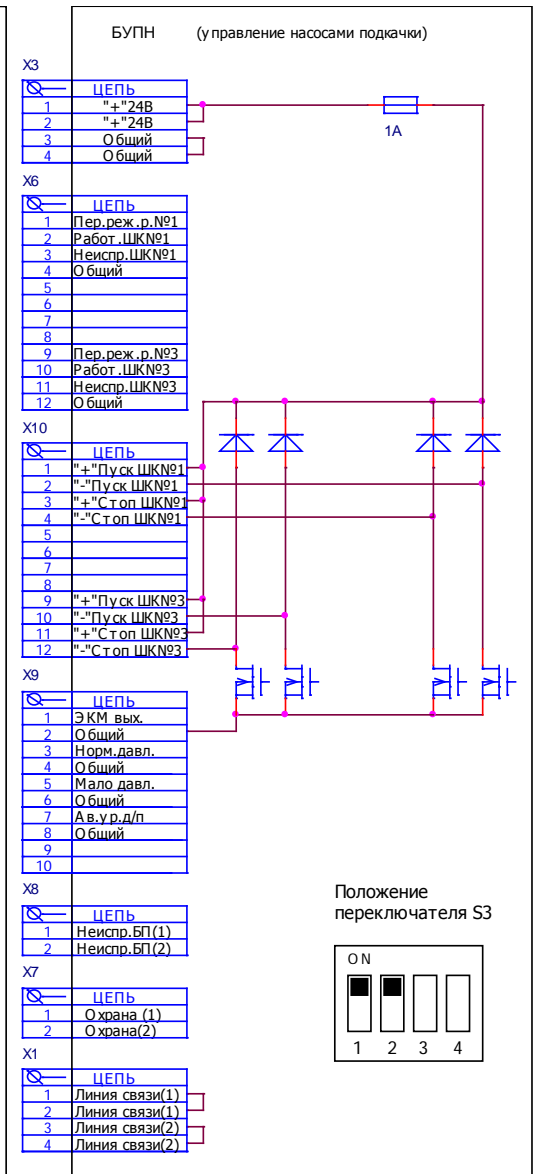 БУПН (управление насосами подкачки)
X3
ЦЕПЬ
1 "+"24В
2 "+"24В
3 Общий
4 Общий
1А
X6
ЦЕПЬ
1 Пер.реж.р.№1
2 Работ.ШК№1
3 Неиспр.ШК№1
4 Общий
5
6
7
8
9 Пер.реж.р.№3
10 Работ.ШК№3
11 Неиспр.ШК№3
12 Общий
X10
ЦЕПЬ
1 "+"Пуск ШК№1
2 "-"Пуск ШК№1
3 "+"Стоп ШК№1
4 "-"Стоп ШК№1
5
6
7
8
9 "+"Пуск ШК№3
10 "-"Пуск ШК№3
11 "+"Стоп ШК№3
12 "-"Стоп ШК№3
X9
ЦЕПЬ
1 ЭКМ вых.
2 Общий
3 Норм.давл.
4 Общий
5 Мало давл.
6 Общий
7 Ав.ур.д/п
8 Общий
9
10
X8
ЦЕПЬ
1 Неиспр.БП(1)
2 Неиспр.БП(2)
X7
ЦЕПЬ
1 Охрана (1)
2 Охрана(2)
X1
ЦЕПЬ
1 Линия связи(1)
2 Линия связи(1)
3 Линия связи(2)
4 Линия связи(2)
Положение
переключателя S3
ON
1 2 3 4